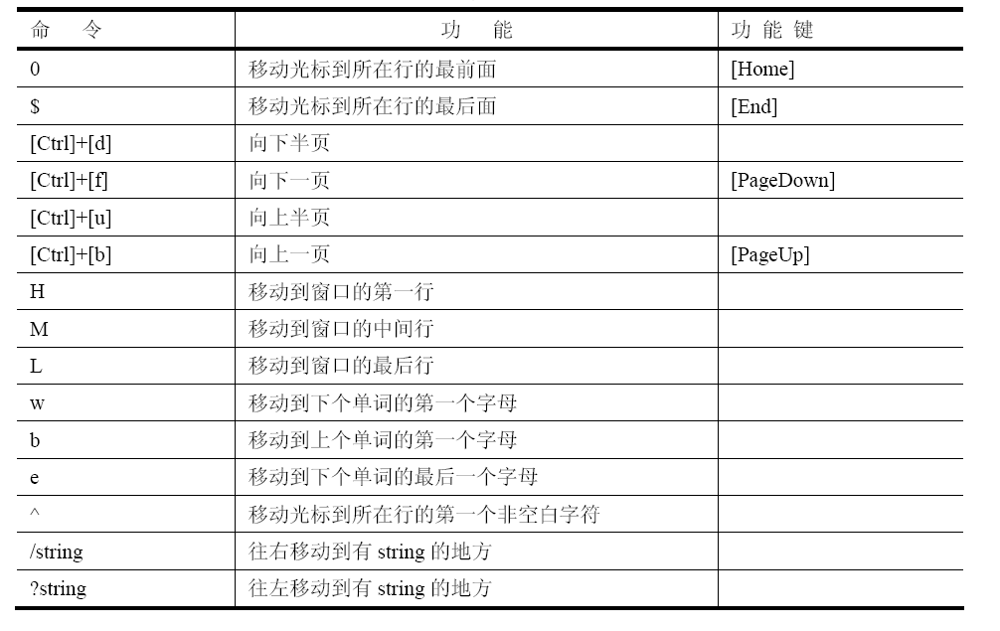 命 令 功 能 功 能 键
0 移动光标到所在行的最前面 [Home]
$ 移动光标到所在行的最后面 [End]
[Ctrl]+[d] 向下半页
[Ctrl]+[f] 向下一页 [PageDown]
[Ctrl]+[u] 向上半页
[Ctrl]+[b] 向上一页 [PageUp]
H 移动到窗口的第一行
M 移动到窗口的中间行
L 移动到窗口的最后行
w 移动到下个单词的第一个字母
b 移动到上个单词的第一个字母
e 移动到下个单词的最后一个字母
^ 移动光标到所在行的第一个非空白字符
/string 往右移动到有 string 的地方
?string 往左移动到有 string 的地方